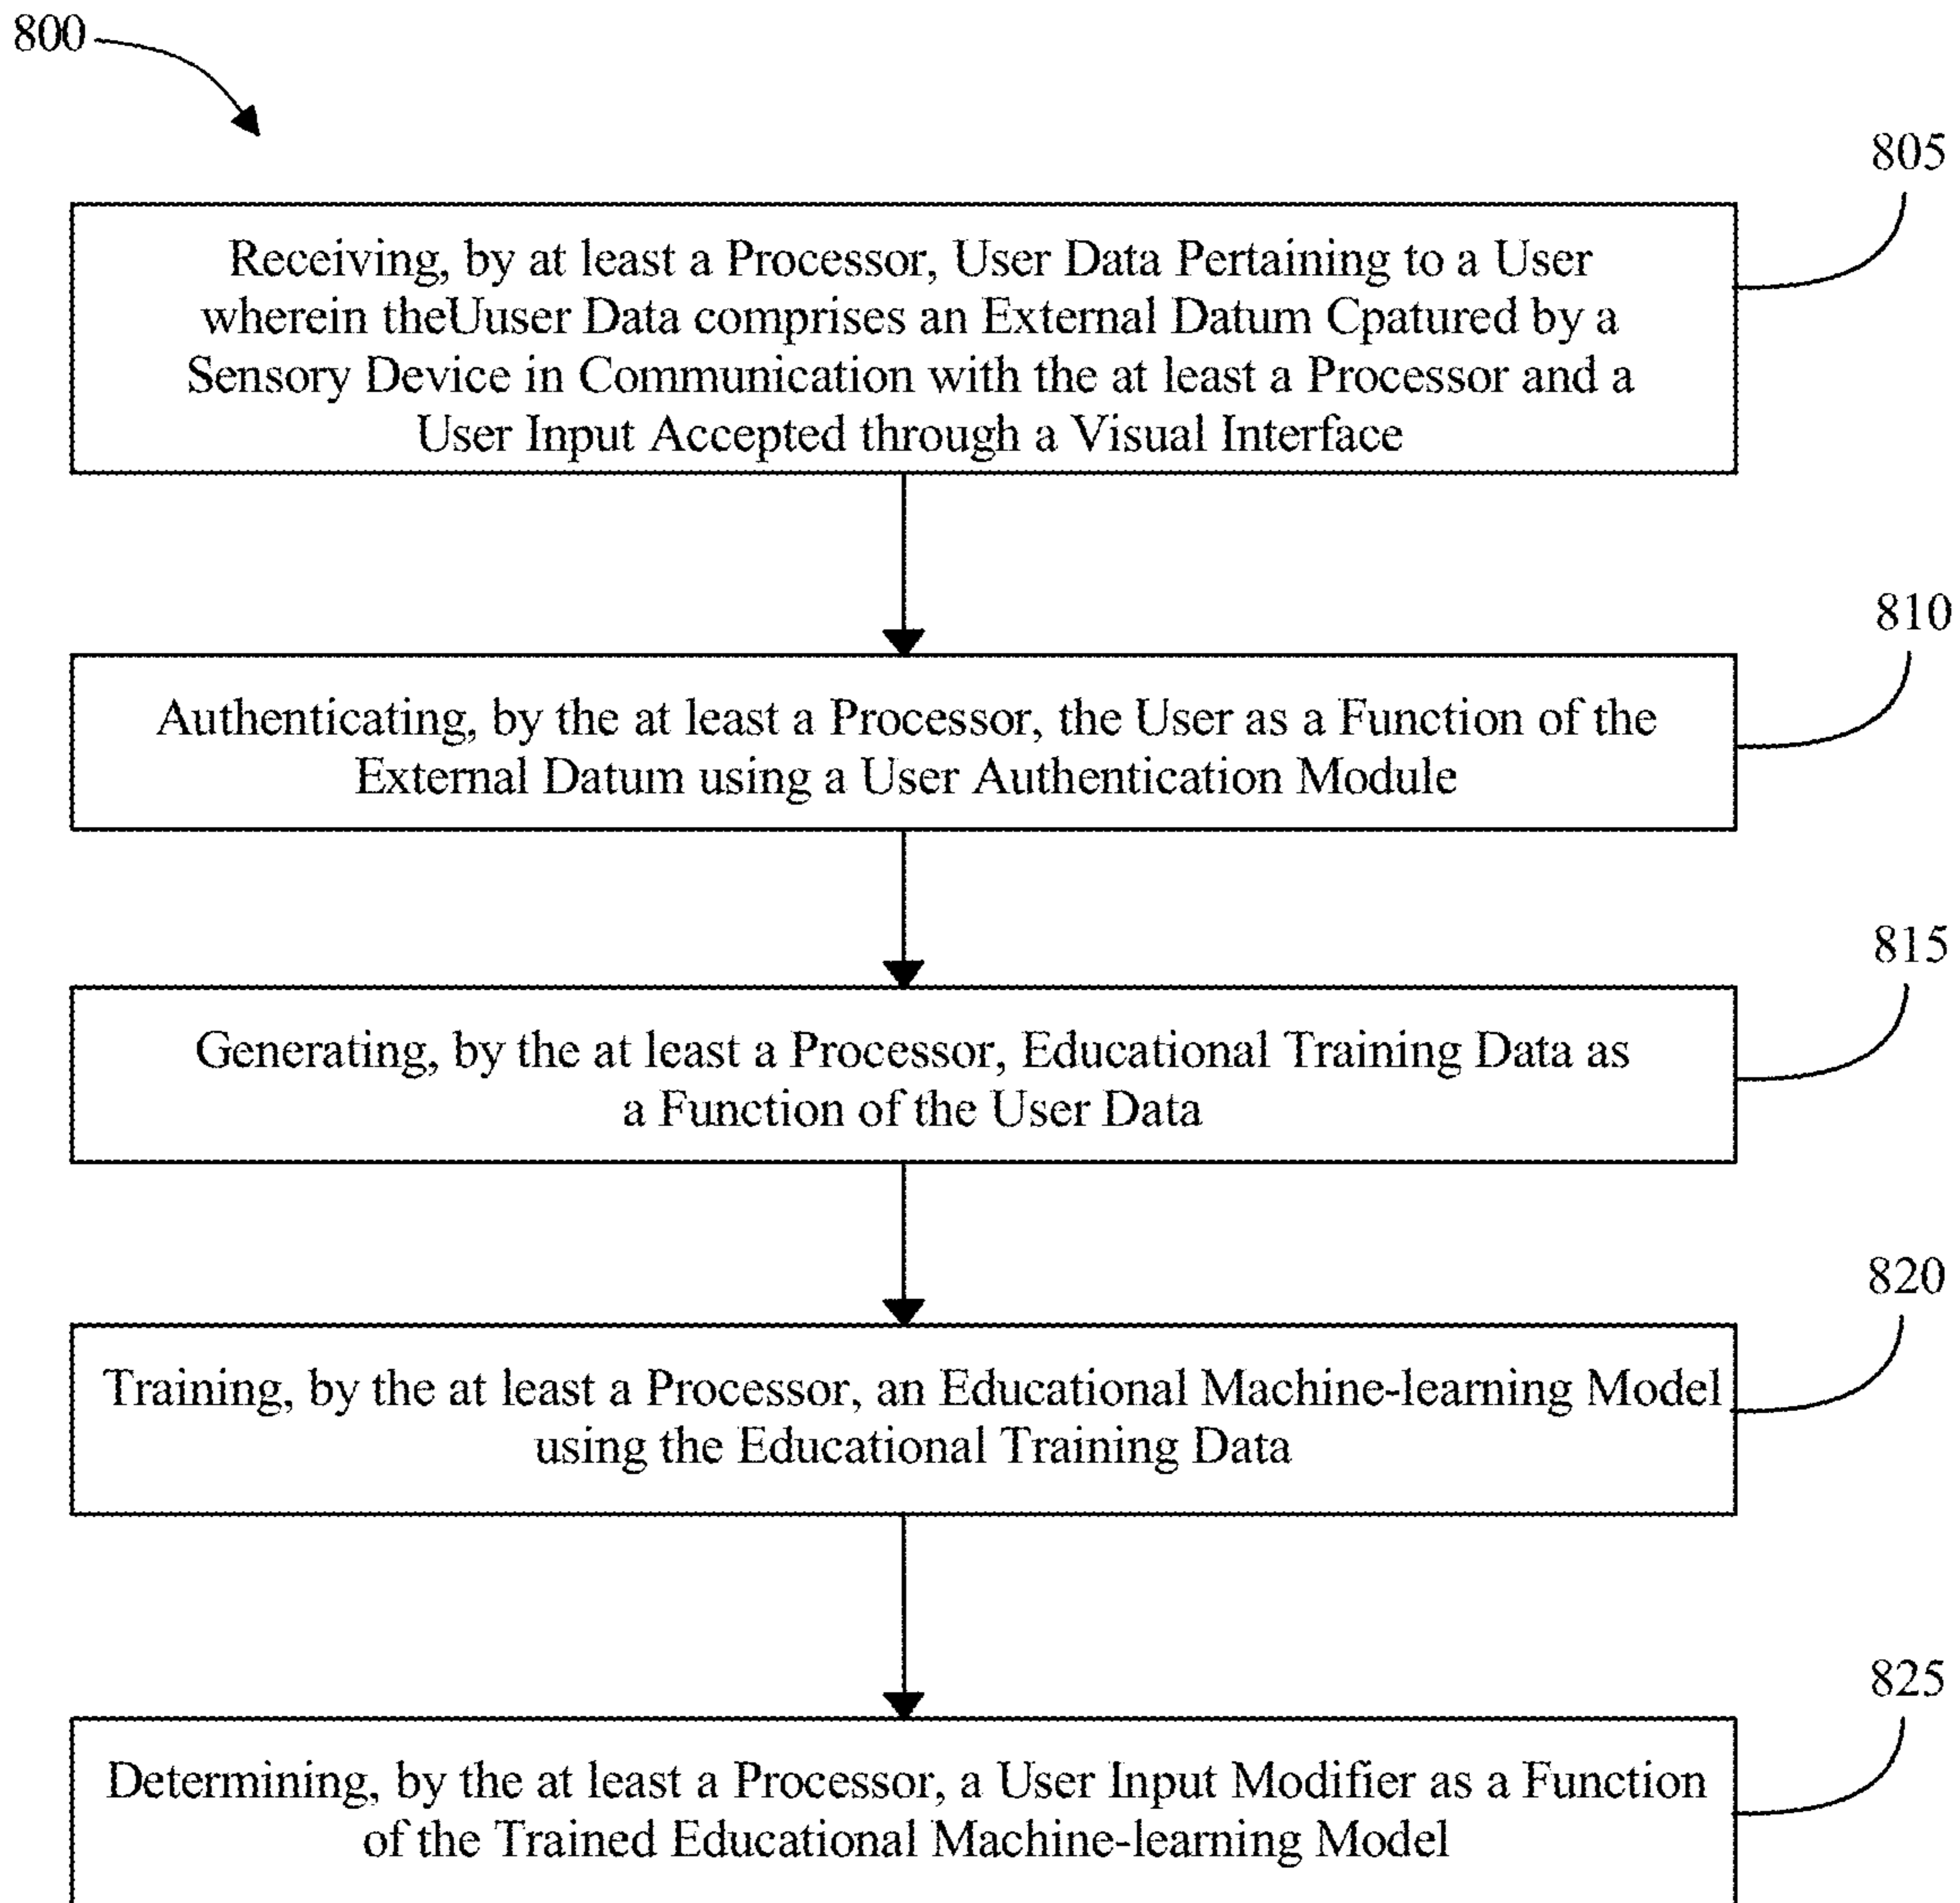 800
805
Receiving, by at least a Processor, User Data Pertaining to a User
wherein theUuser Data comprises an External Datum Cpatured by a
Sensory Device in Communication with the at least a Processor and a
User Input Accepted through a Visual Interface
810
Authenticating, by the at least a Processor, the User as a Function of the
External Datum using a User Authentication Module
815
Generating, by the at least a Processor, Educational Training Data as
a Function of the User Data
820
Training, by the at least a Processor, an Educational Machine-learning Model
using the Educational Training Data
825
Determining, by the at least a Processor, a User Input Modifier as a Function
of the Trained Educational Machine-learning Model